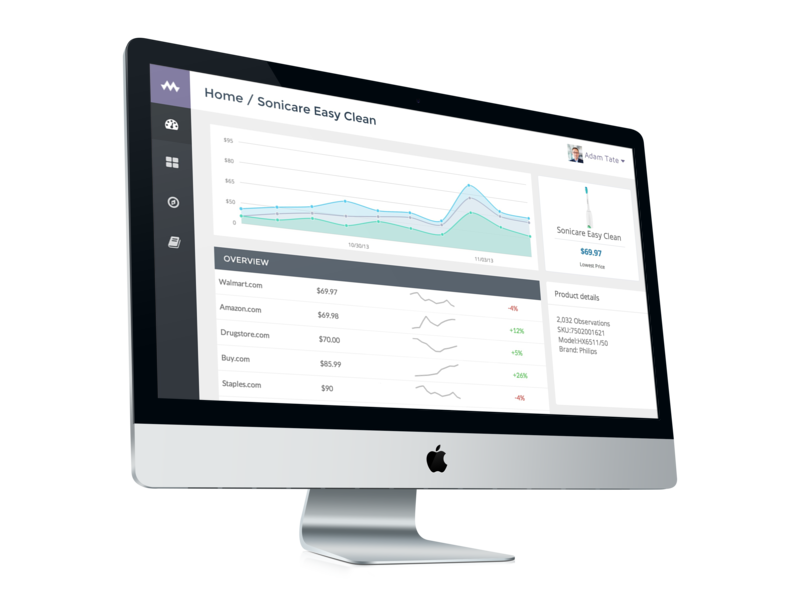 Home / Sonicare Easy Clean
Adam Tate
$95
$80
$65
$50
0
10/30/13
11/03/13
Sonicare Easy Clean
$69.97
Lowest Price
OVERVIEW
Walmart.com $69.97 -4%
Amazon.com $69.98 +12%
Drugstore.com $70.00 +5%
Buy.com $85.99 +26%
Staples.com $90 -4%
Product details
2,032 Observations
SKU:7502001621
Model:HX6511/50
Brand: Philips